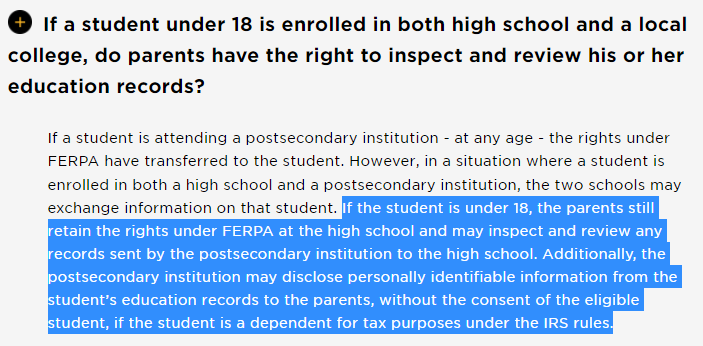 If a student under 18 is enrolled in both high school and a local
college, do parents have the right to inspect and review his or her
education records?
If a student is attending a postsecondary institution - at any age - the rights under
FERPA have transferred to the student. However, in a situation where a student is
enrolled in both a high school and a postsecondary institution, the two schools may
exchange information on that student. If the student is under 18, the parents still
retain the rights under FERPA at the high school and may inspect and review any
records sent by the postsecondary institution to the high school. Additionally, the
postsecondary institution may disclose personally identifiable information from the
student’s education records to the parents, without the consent of the eligible
student, if the student is a dependent for tax purposes under the IRS rules.